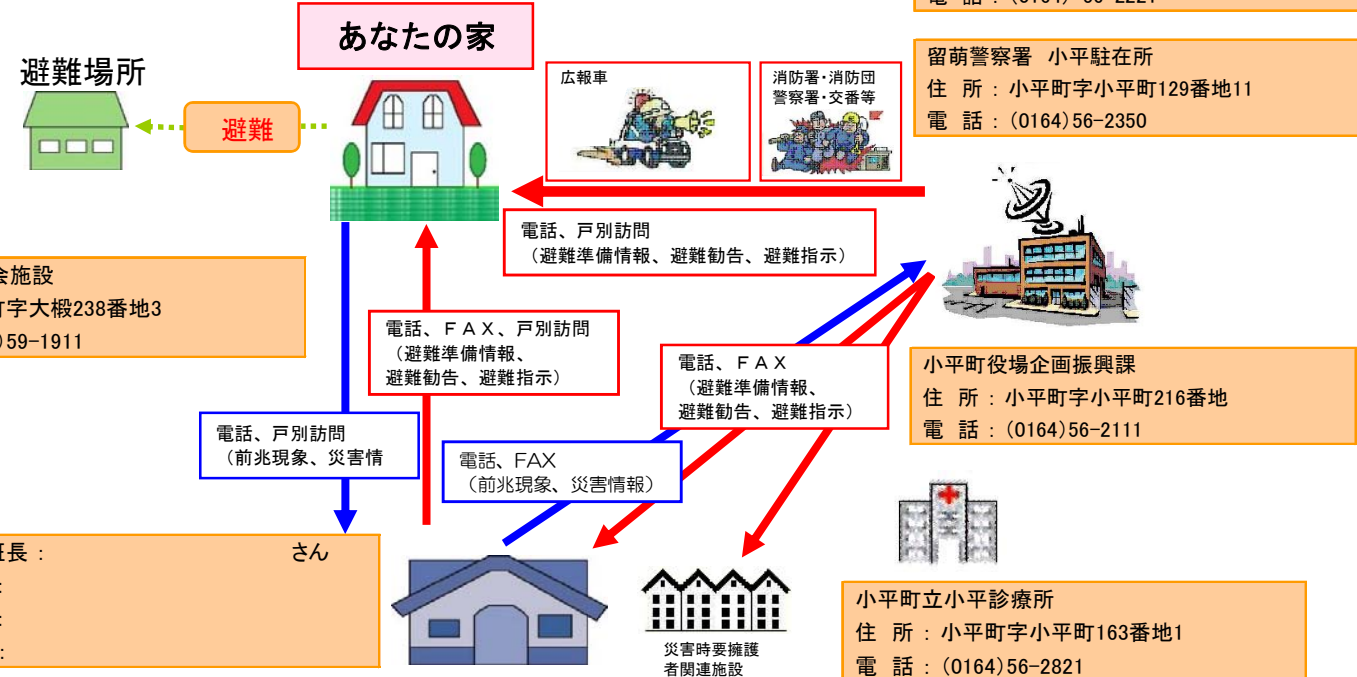 あなたの家
避難場所
避難
広報車
消防署・消防団
警察署・交番等
留萌警察署 小平駐在所
住 所：小平町字小平町129番地11
電 話：(0164)56-2350
電話、戸別訪問
（避難準備情報、避難勧告、避難指示）
会施設
町字大椴238番地3
)59-1911
電話、ＦＡＸ、戸別訪問
（避難準備情報、
避難勧告、避難指示）
電話、ＦＡＸ
（避難準備情報、
避難勧告、避難指示）
小平町役場企画振興課
住 所：小平町字小平町216番地
電 話：(0164)56-2111
電話、戸別訪問
（前兆現象、災害情
電話、FAX
（前兆現象、災害情報）
班長： さん
：
：
：
災害時要擁護
者関連施設
小平町立小平診療所
住 所：小平町字小平町163番地1
電 話：(0164)56-2821